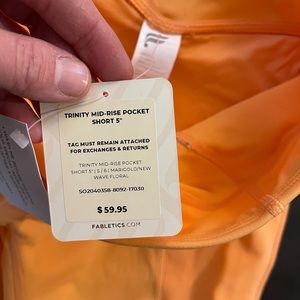 TRINITY MID-RISE POCKET
SHORT 5"
TAG MUST REMAIN ATTACHED
FOR EXCHANGES & RETURNS
TRINITY MID-RISE POCKET
SHORT 5" | S / 6 | MARIGOLD/NEW
WAVE FLORAL
SO2040358-8092-17030
$ 59.95
FABLETICS.COM